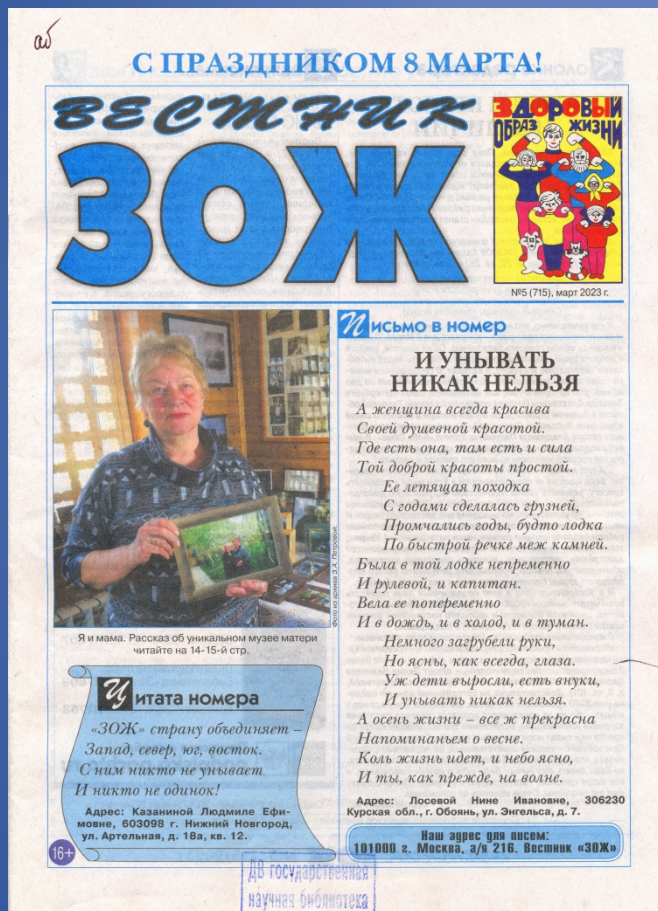 С ПРАЗДНИКОМ 8 МАРТА!
ВЕСТНИК
ЗОЖ
ЗДОРОВЫЙ
ОБРАЗ ЖИЗНИ
№5 (715), март 2023 г.
Фото из архива З.А. Петровой.
Я и мама. Рассказ об уникальном музее матери
читайте на 14-15-й стр.
Цитата номера
«ЗОЖ» страну объединяет –
Запад, север, юг, восток.
С ним никто не унывает
И никто не одинок!
Адрес: Казаниной Людмиле Ефи-
мовне, 603098 г. Нижний Новгород,
ул. Артельная, д. 18а, кв. 12.
16+
Письмо в номер
И УНЫВАТЬ
НИКАК НЕЛЬЗЯ
А женщина всегда красива
Своей душевной красотой.
Где есть она, там есть и сила
Той доброй красоты простой.
Ее летящая походка
С годами сделалась грузней,
Промчались годы, будто лодка
По быстрой речке меж камней.
Была в той лодке непременно
И рулевой, и капитан.
Вела ее попеременно
И в дождь, и в холод, и в туман.
Немного загрубели руки,
Но ясны, как всегда, глаза.
Уж дети выросли, есть внуки,
И унывать никак нельзя.
А осень жизни – все ж прекрасна
Напоминаньем о весне.
Коль жизнь идет, и небо ясно,
И ты, как прежде, на волне.
Адрес: Лосевой Нине Ивановне, 306230
Курская обл., г. Обоянь, ул. Энгельса, д. 7.
Наш адрес для писем:
101000 г. Москва, а/я 216. Вестник «ЗОЖ»
ДВ государственная
научная библиотека